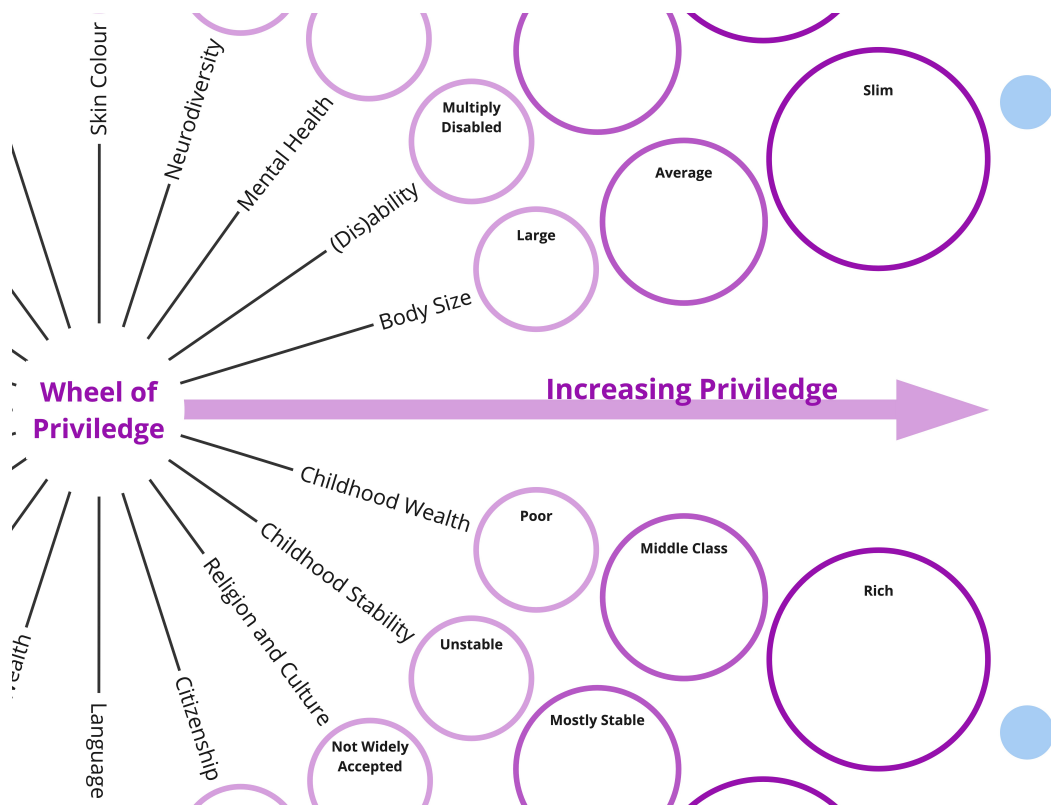 Skin Colour
Neurodiversity
Mental Health
(Dis)ability
Body Size
Multiply
Disabled
Slim
Average
Large
Wheel of
Priviledge
Increasing Priviledge
Childhood Wealth
Childhood Stability
Religion and Culture
Citizenship
Language
Poor
Middle Class
Rich
Unstable
Mostly Stable
Not Widely
Accepted